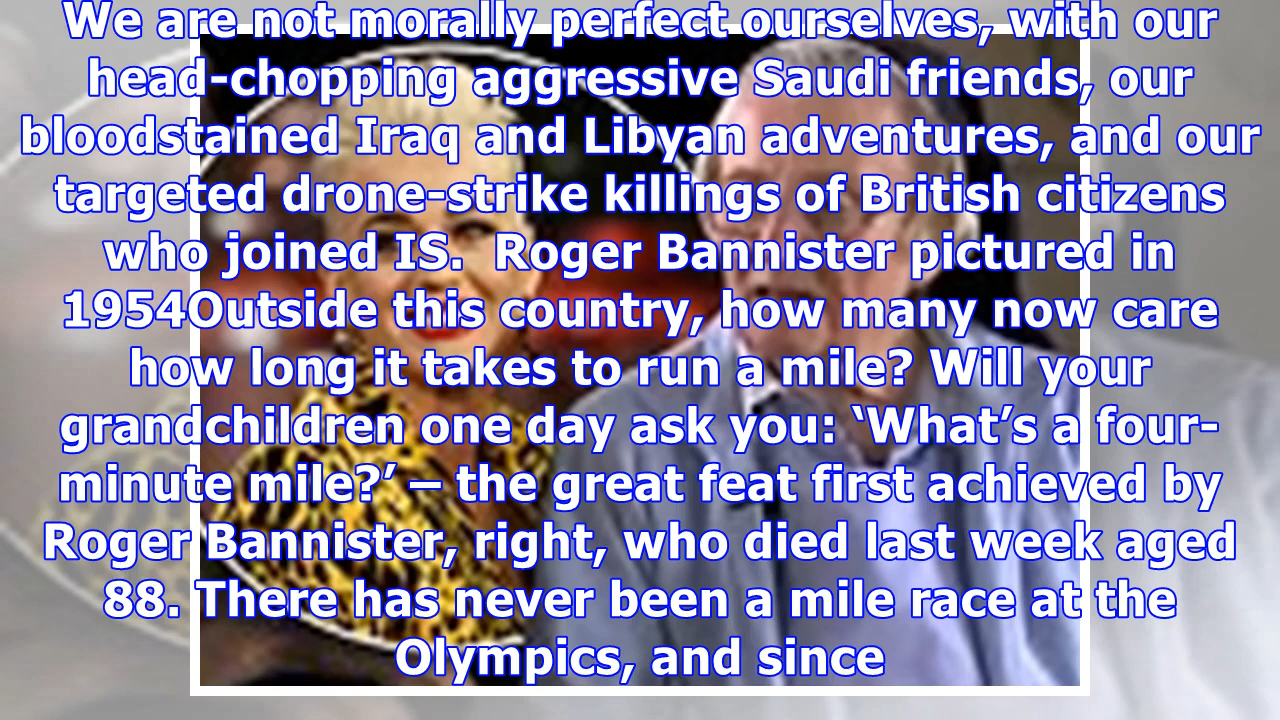 We are not morally perfect ourselves, with our
head-chopping aggressive Saudi friends, our
bloodstained Iraq and Libyan adventures, and our
targeted drone-strike killings of British citizens
who joined IS.  Roger Bannister pictured in
1954Outside this country, how many now care
how long it takes to run a mile? Will your
grandchildren one day ask you: ‘What’s a four-
minute mile?’ – the great feat first achieved by
Roger Bannister, right, who died last week aged
88. There has never been a mile race at the
Olympics, and since